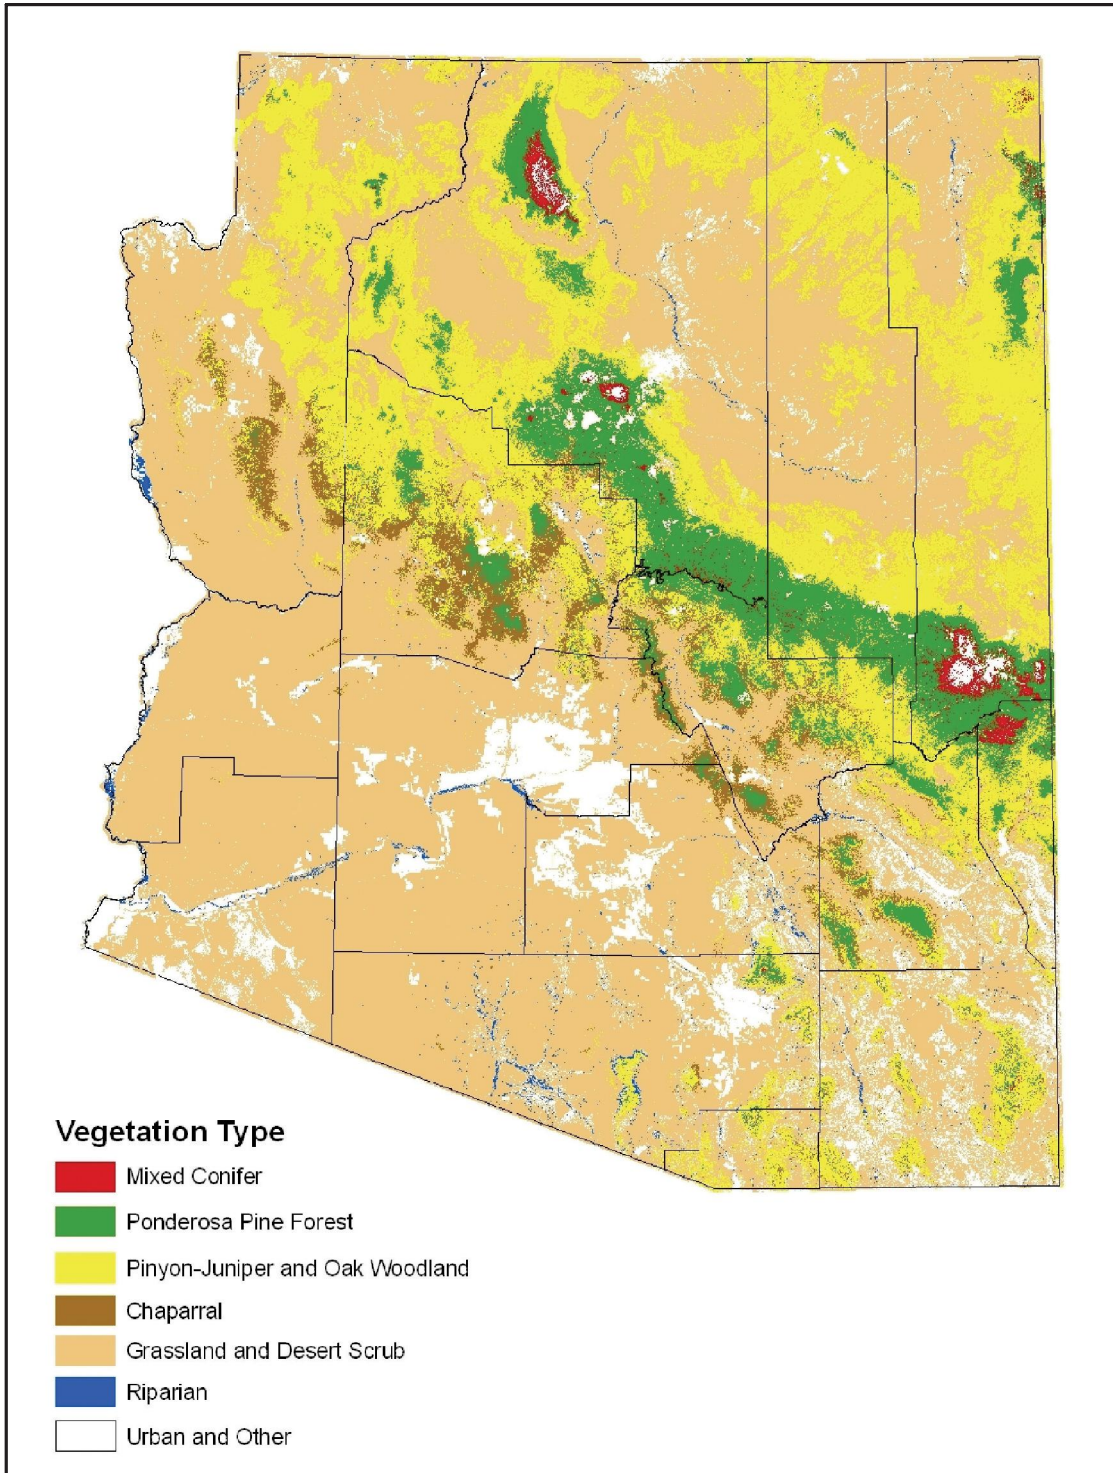 Vegetation Type
Mixed Conifer
Ponderosa Pine Forest
Pinyon-Juniper and Oak Woodland
Chaparral
Grassland and Desert Scrub
Riparian
Urban and Other